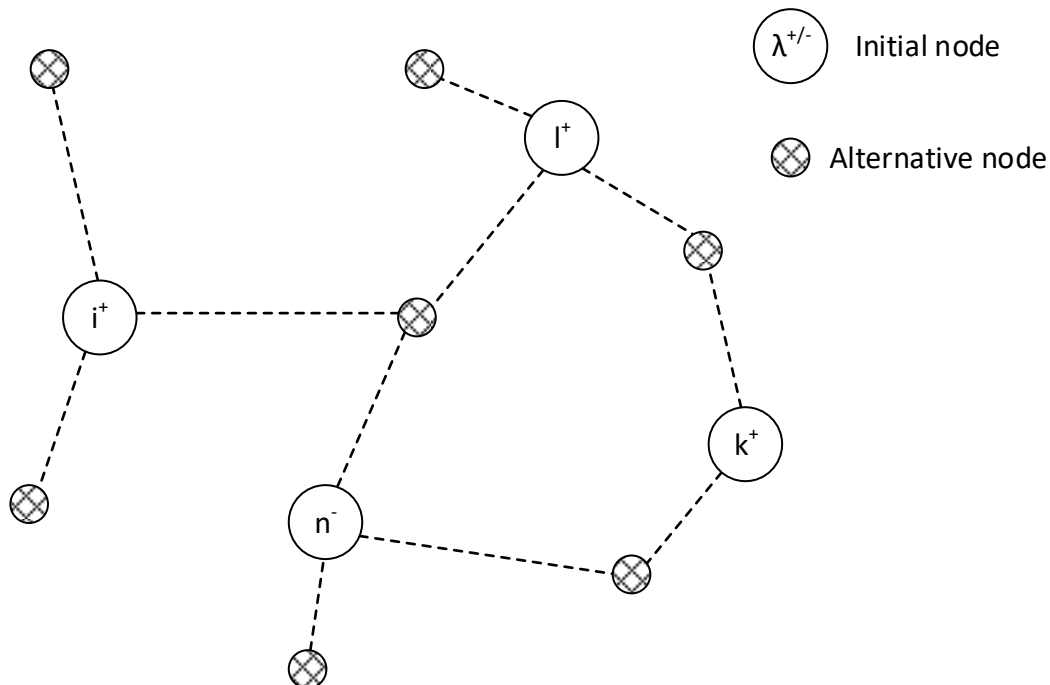 λ+/- Initial node
l+
Alternative node
i+
k+
n-